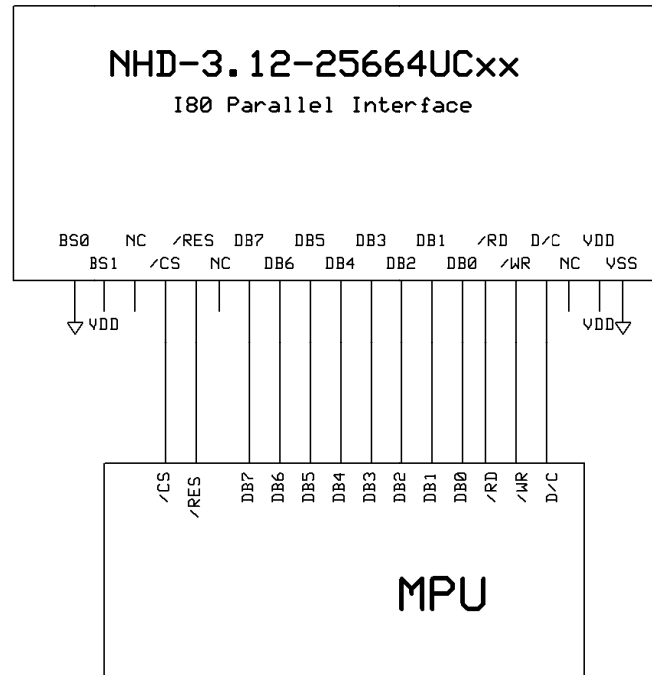 NHD-3.12-25664UCxx
I80 Parallel Interface
BS0 NC /RES DB7 DB5 DB3 DB1 /RD D/C VDD
BS1 /CS NC DB6 DB4 DB2 DB0 /WR NC VSS
VDD VDD
/CS /RES DB7 DB6 DB5 DB4 DB3 DB2 DB1 DB0 /RD /WR D/C
MPU